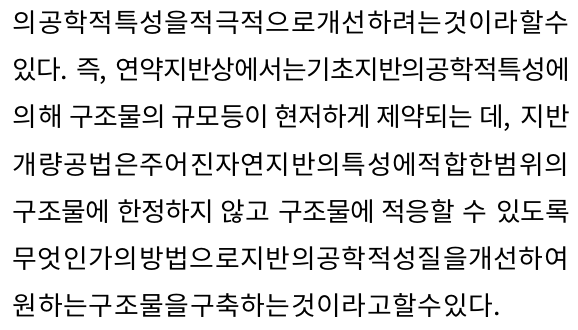 의공학적특성을적극적으로개선하려는것이라할수
있다. 즉, 연약지반상에서는기초지반의공학적특성에
의해 구조물의 규모등이 현저하게 제약되는 데, 지반
개량공법은주어진자연지반의특성에적합한범위의
구조물에 한정하지 않고 구조물에 적응할 수 있도록
무엇인가의방법으로지반의공학적성질을개선하여
원하는구조물을구축하는것이라고할수있다.